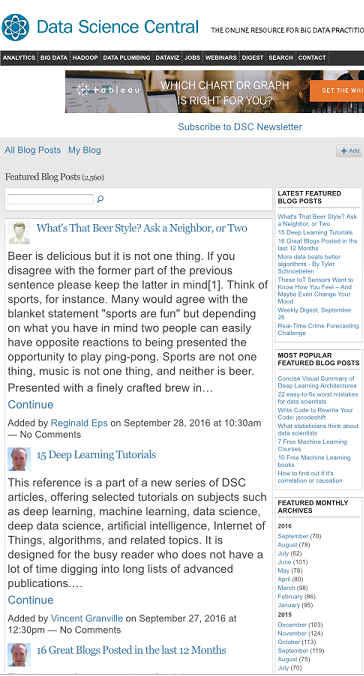 Data Science Central
THE ONLINE RESOURCE FOR BIG DATA PRACTITIO
ANALYTICS BIG DATA HADOOP DATA PLUMBING DATAVIZ JOBS WEBINARS DIGEST SEARCH CONTACT
+ab|eau
WHICH CHART OR GRAPH
IS RIGHT FOR YOU?
GET THE WHI
Subscribe to DSC Newsletter
All Blog Posts My Blog
+ Add
Featured Blog Posts (2,560)
What's That Beer Style? Ask a Neighbor, or Two
Beer is delicious but it is not one thing. If you
disagree with the former part of the previous
sentence please keep the latter in mind[1]. Think of
sports, for instance. Many would agree with the
blanket statement "sports are fun" but depending
on what you have in mind two people can easily
have opposite reactions to being presented the
opportunity to play ping-pong. Sports are not one
thing, music is not one thing, and neither is beer.
Presented with a finely crafted brew in…
Continue
Added by Reginald Eps on September 28, 2016 at 10:30am
— No Comments
15 Deep Learning Tutorials
This reference is a part of a new series of DSC
articles, offering selected tutorials on subjects such
as deep learning, machine learning, data science,
deep data science, artificial intelligence, Internet of
Things, algorithms, and related topics. It is
designed for the busy reader who does not have a
lot of time digging into long lists of advanced
publications.…
Continue
Added by Vincent Granville on September 27, 2016 at
12:30pm — No Comments
16 Great Blogs Posted in the last 12 Months
LATEST FEATURED
BLOG POSTS
What's That Beer Style? Ask
a Neighbor, or Two
15 Deep Learning Tutorials
16 Great Blogs Posted in the
last 12 Months
More data beats better
algorithms - By Tyler
Schnoebelen
These IoT Sensors Want to
Know How You Feel – And
Maybe Even Change Your
Mood
Weekly Digest, September
26
Real-Time Crime Forecasting
Challenge
MOST POPULAR
FEATURED BLOG POSTS
Concise Visual Summary of
Deep Learning Architectures
22 easy-to-fix worst mistakes
for data scientists
Write Code to Rewrite Your
Code: jscodeshift
What statisticians think about
data scientists
7 Free Machine Learning
Courses
10 Free Machine Learning
books
How to find out if it's
correlation or causation
FEATURED MONTHLY
ARCHIVES
2016
September (70)
August (78)
July (62)
June (101)
May (78)
April (80)
March (98)
February (86)
January (95)
2015
December (103)
November (124)
October (113)
September (119)
August (75)
July (70)